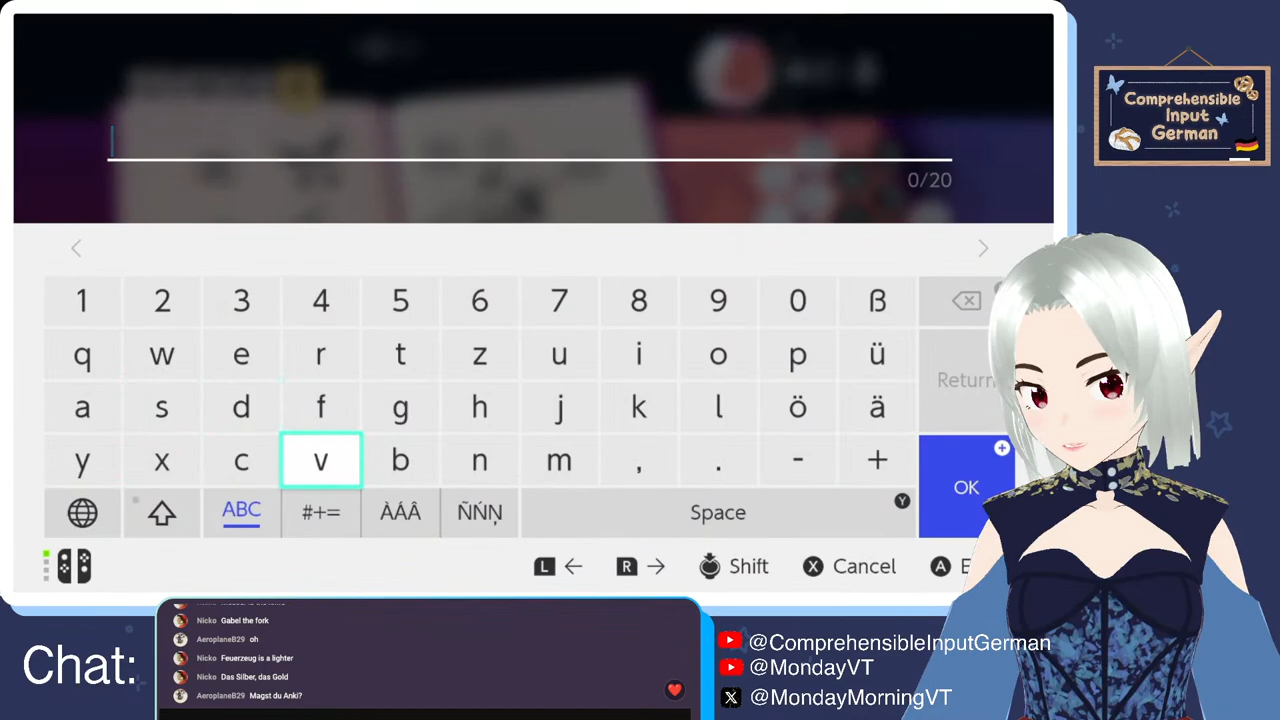 Comprehensible
Input
German
0/20
1 2 3 4 5 6 7 8 9 0 ß
q w e r t z u i o p ü
Return
a s d f g h j k l ö ä
y x c v b n m , . - +
OK
ABC #+= ÀÁÂ ÑŃŅ Space Y
L ← R → Shift X Cancel A
Chat:
Nicko Gabel the fork
AeroplaneB29 oh
Nicko Feuerzeug is a lighter
Nicko Das Silber, das Gold
AeroplaneB29 Magst du Anki?
@ComprehensibleInputGerman
@MondayVT
@MondayMorningVT